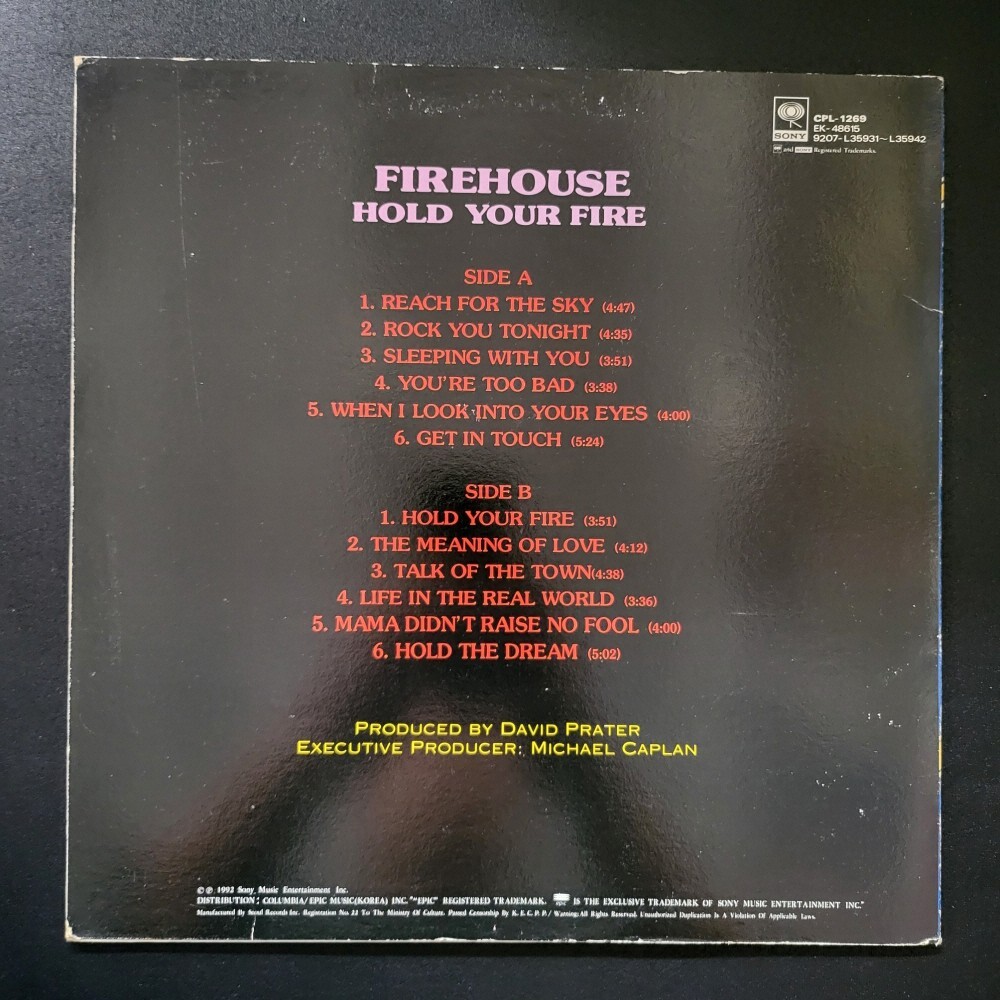 SONY
CPL-1269
EK-48615
9207-L35931~L35942
and SONY Registered Trademarks.
FIREHOUSE
HOLD YOUR FIRE
SIDE A
1. REACH FOR THE SKY (4:47)
2. ROCK YOU TONIGHT (4:35)
3. SLEEPING WITH YOU (3:51)
4. YOU'RE TOO BAD (3:38)
5. WHEN I LOOK INTO YOUR EYES (4:00)
6. GET IN TOUCH (5:24)
SIDE B
1. HOLD YOUR FIRE (3:51)
2. THE MEANING OF LOVE (4:12)
3. TALK OF THE TOWN(4:38)
4. LIFE IN THE REAL WORLD (3:36)
5. MAMA DIDN'T RAISE NO FOOL (4:00)
6. HOLD THE DREAM (5:02)
PRODUCED BY DAVID PRATER
EXECUTIVE PRODUCER: MICHAEL CAPLAN
© ℗ 1992 Sony Music Entertainment Inc.
DISTRIBUTION; COLUMBIA/EPIC MUSIC(KOREA) INC."EPIC" REGISTERED TRADEMARK. epic IS THE EXCLUSIVE TRADEMARK OF SONY MUSIC ENTERTAINMENT INC."
Manufactured By Seoul Records Inc. Registration No. 22 To The Ministry Of Culture. Passed Censorship By K. E. C. P. P. / Warning: All Rights Reserved. Unauthorized Duplication Is A Violation Of Applicable Laws.